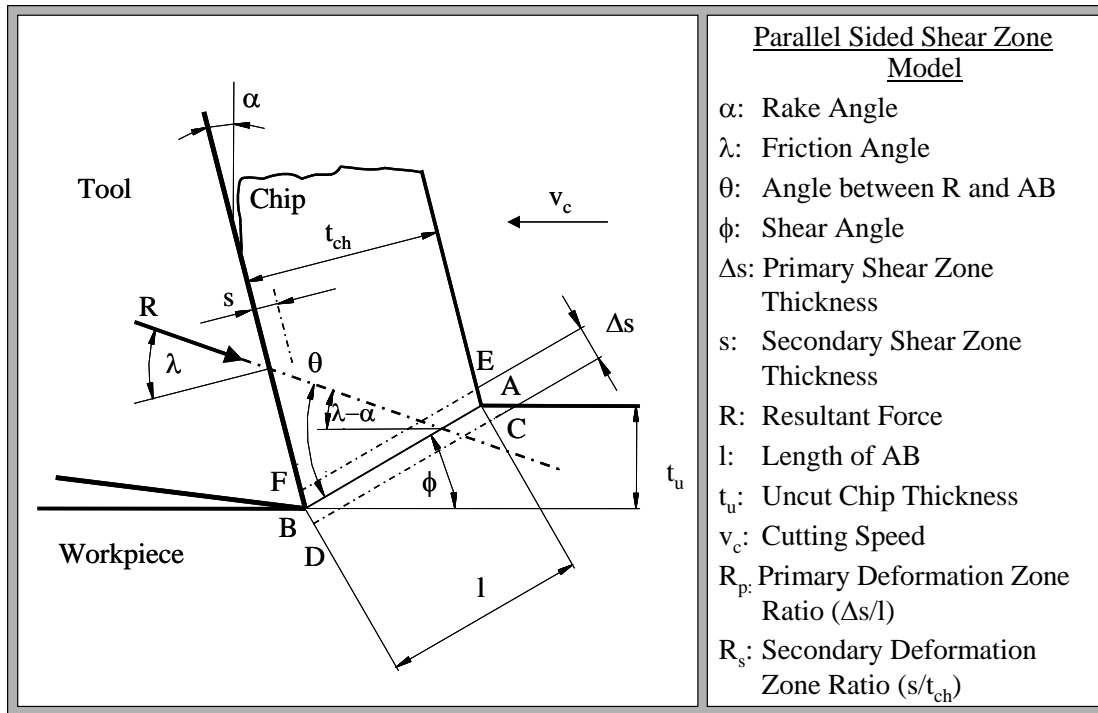 α
Tool
Chip
v_c
t_ch
s
R
λ
θ
λ−α
Δs
E
A
C
F
ϕ
t_u
B
D
Workpiece
l
Parallel Sided Shear Zone
Model
α: Rake Angle
λ: Friction Angle
θ: Angle between R and AB
ϕ: Shear Angle
Δs: Primary Shear Zone
Thickness
s: Secondary Shear Zone
Thickness
R: Resultant Force
l: Length of AB
t_u: Uncut Chip Thickness
v_c: Cutting Speed
R_p: Primary Deformation Zone
Ratio (Δs/l)
R_s: Secondary Deformation
Zone Ratio (s/t_ch)